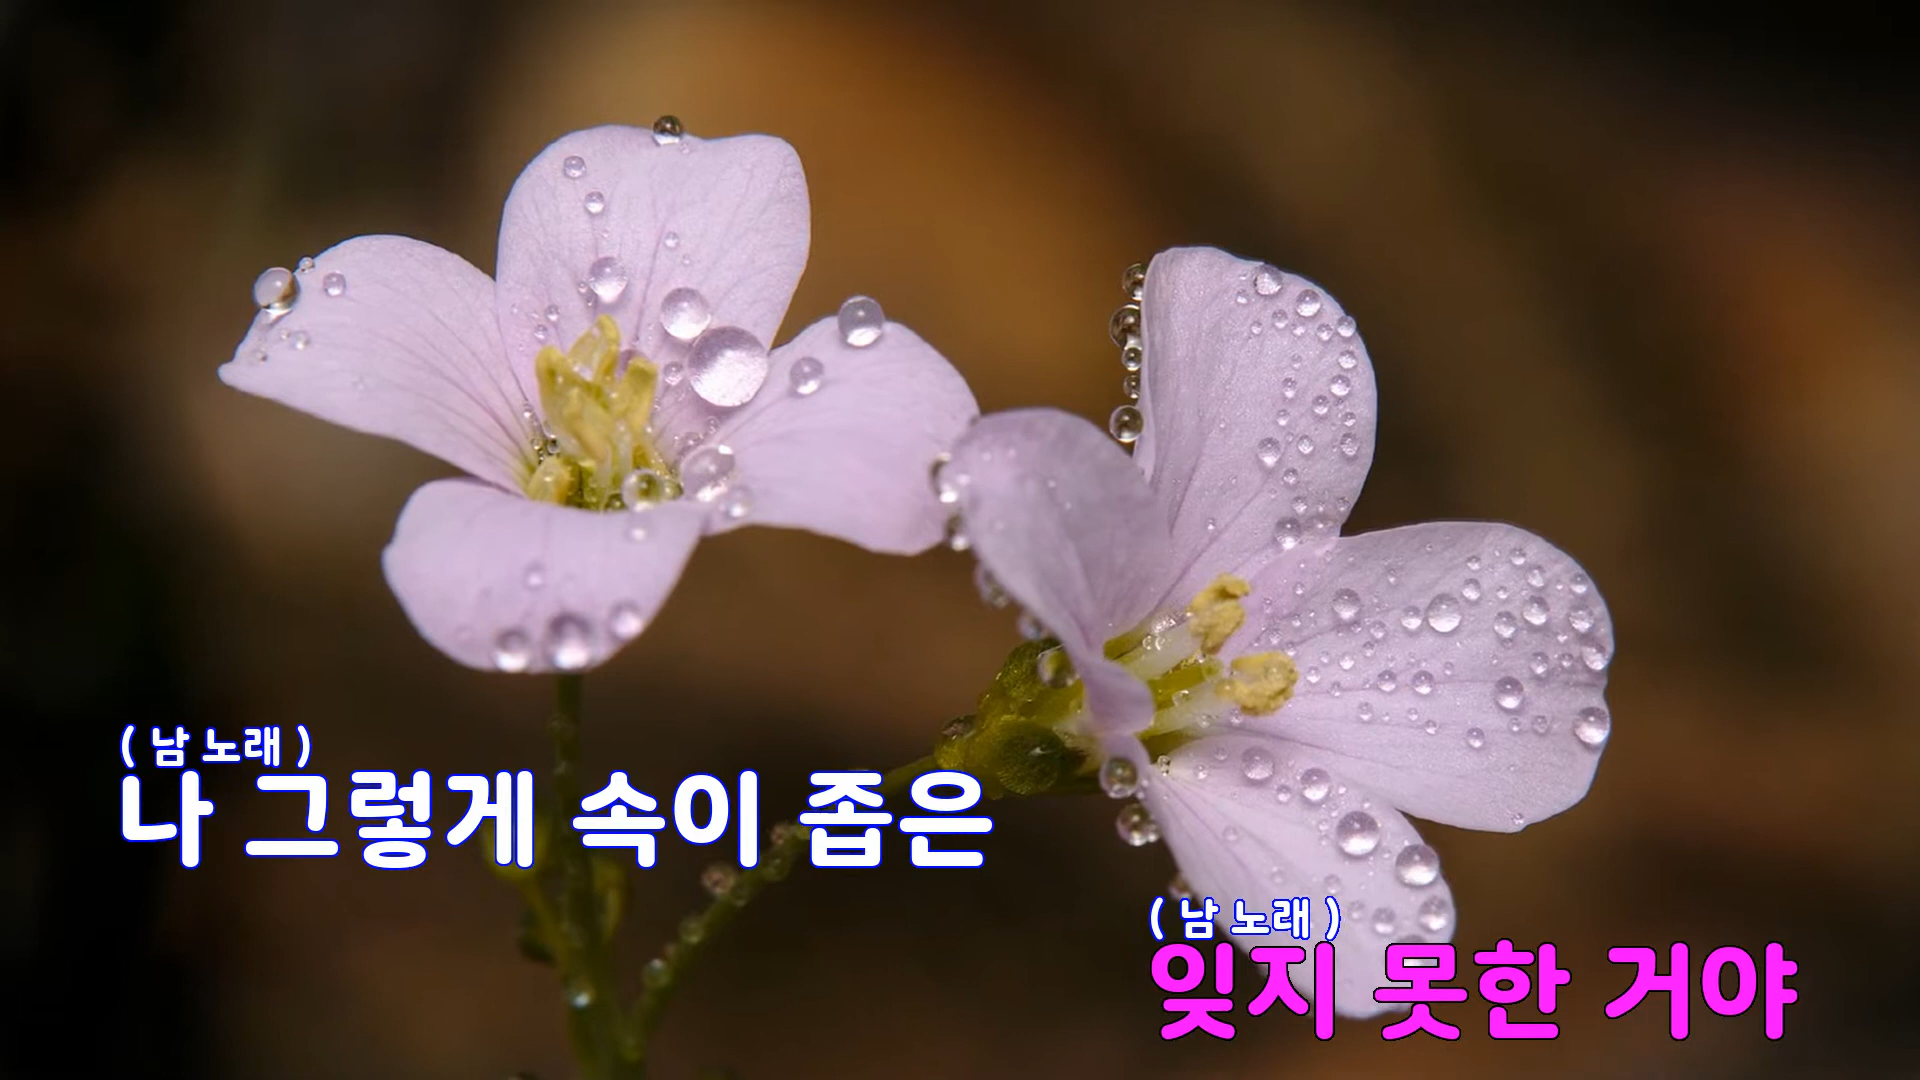 ( 남 노래 )
나 그렇게 속이 좁은
( 남 노래 )
잊지 못한 거야